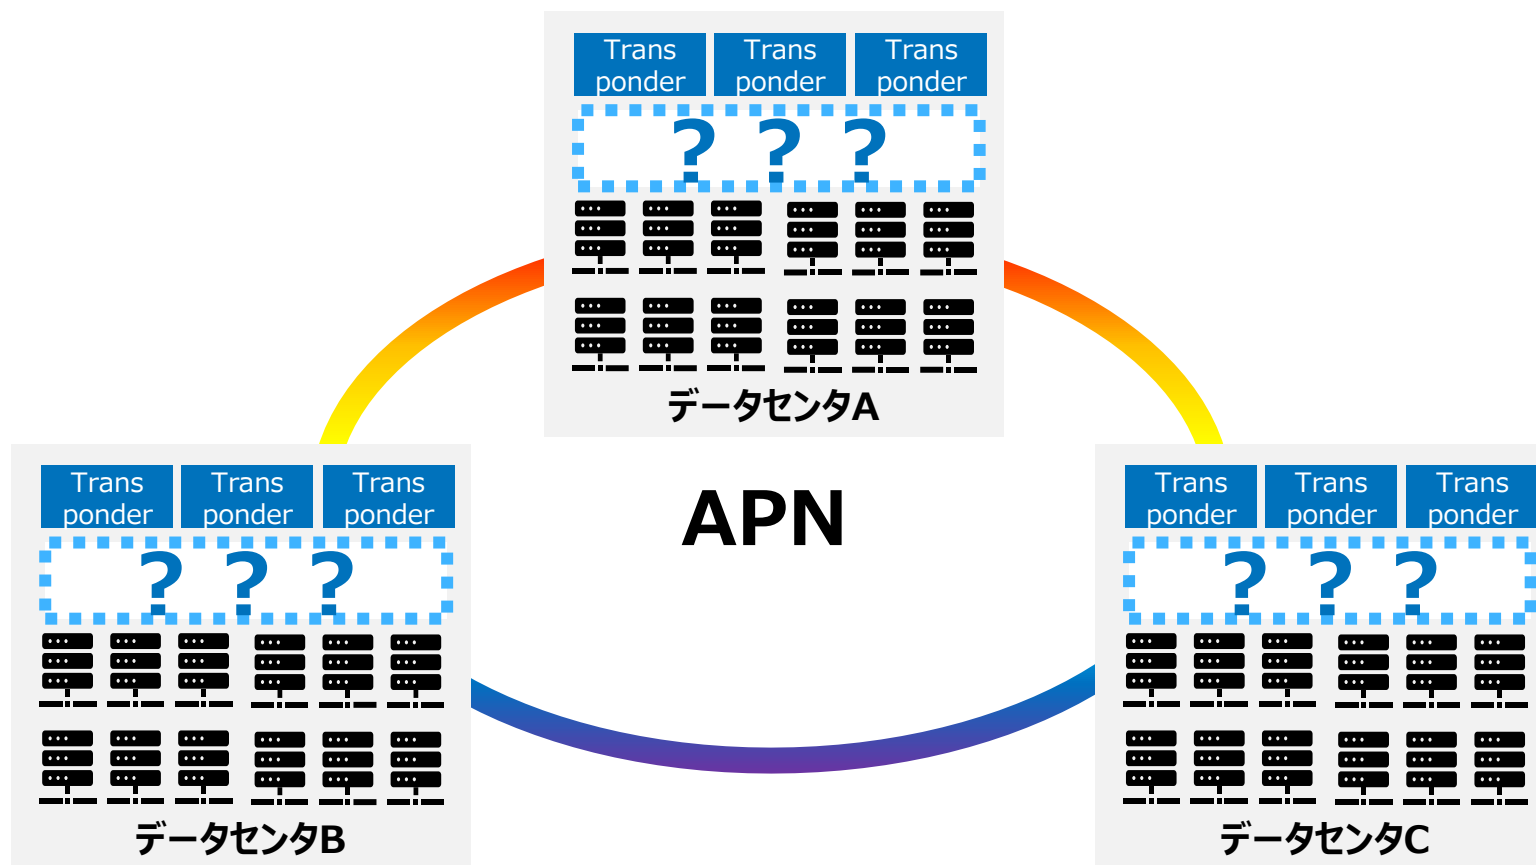 Trans
ponder
Trans
ponder
Trans
ponder
? ? ?
データセンタA
APN
Trans
ponder
Trans
ponder
Trans
ponder
? ? ?
データセンタB
Trans
ponder
Trans
ponder
Trans
ponder
? ? ?
データセンタC